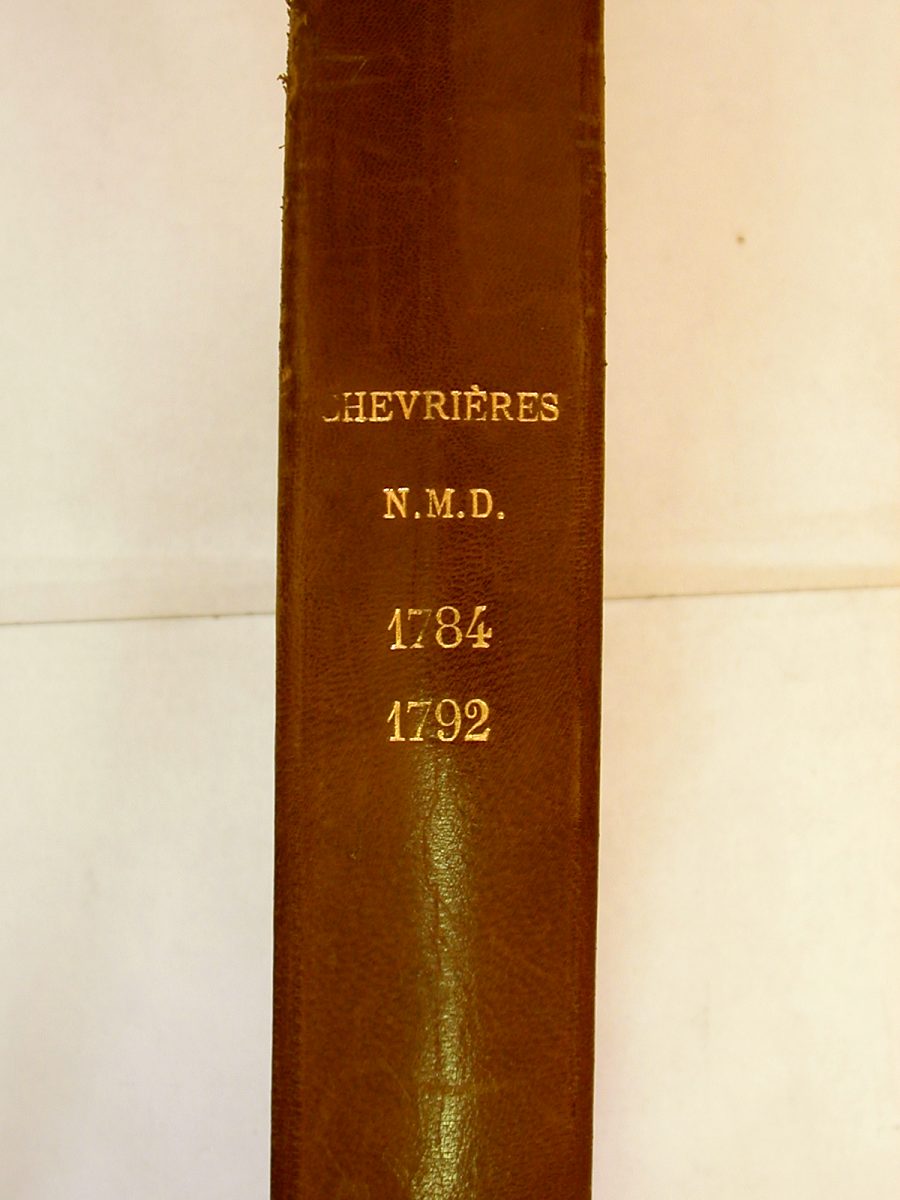 CHEVRIÈRES
N.M.D.
1784
1792